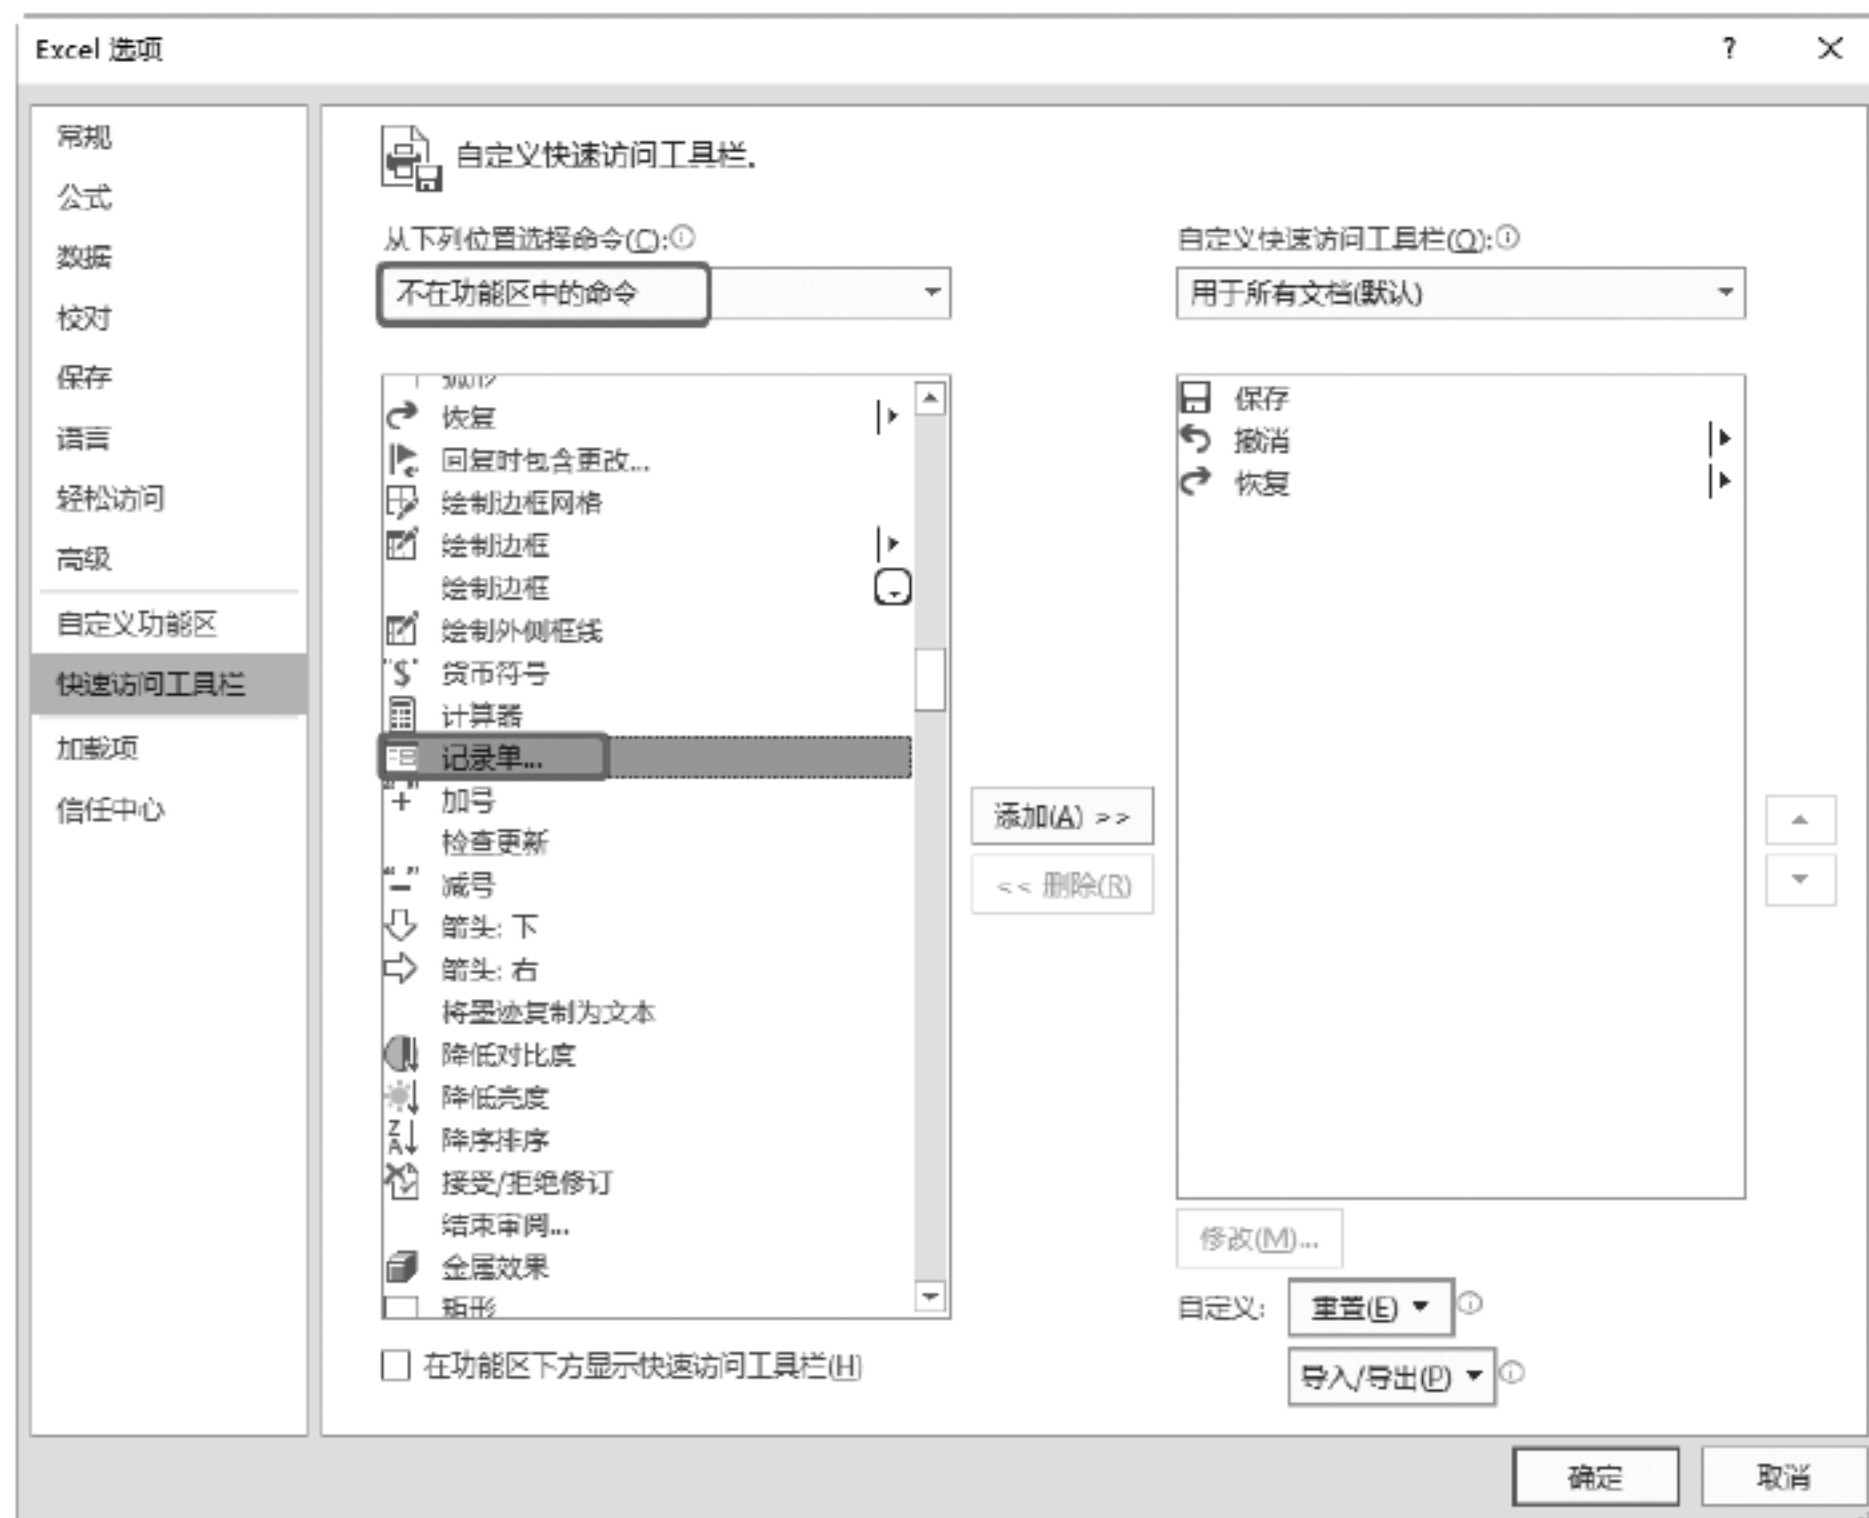 Excel 选项
?
常规
公式
数据
校对
保存
语言
轻松访问
高级
自定义功能区
快速访问工具栏
加载项
信任中心
自定义快速访问工具栏。
从下列位置选择命令(C):
不在功能区中的命令
恢复
回复时包含更改...
绘制边框网格
绘制边框
绘制边框
绘制外侧框线
货币符号
计算器
记录单...
加号
检查更新
减号
箭头: 下
箭头: 右
将墨迹复制为文本
降低对比度
降低亮度
降序排序
接受/拒绝修订
结束审阅...
金属效果
矩形
在功能区下方显示快速访问工具栏(H)
添加(A) >>
<< 删除(R)
自定义快速访问工具栏(Q):
用于所有文档(默认)
保存
撤消
恢复
修改(M)...
自定义:
重置(E)
导入/导出(P)
确定
取消